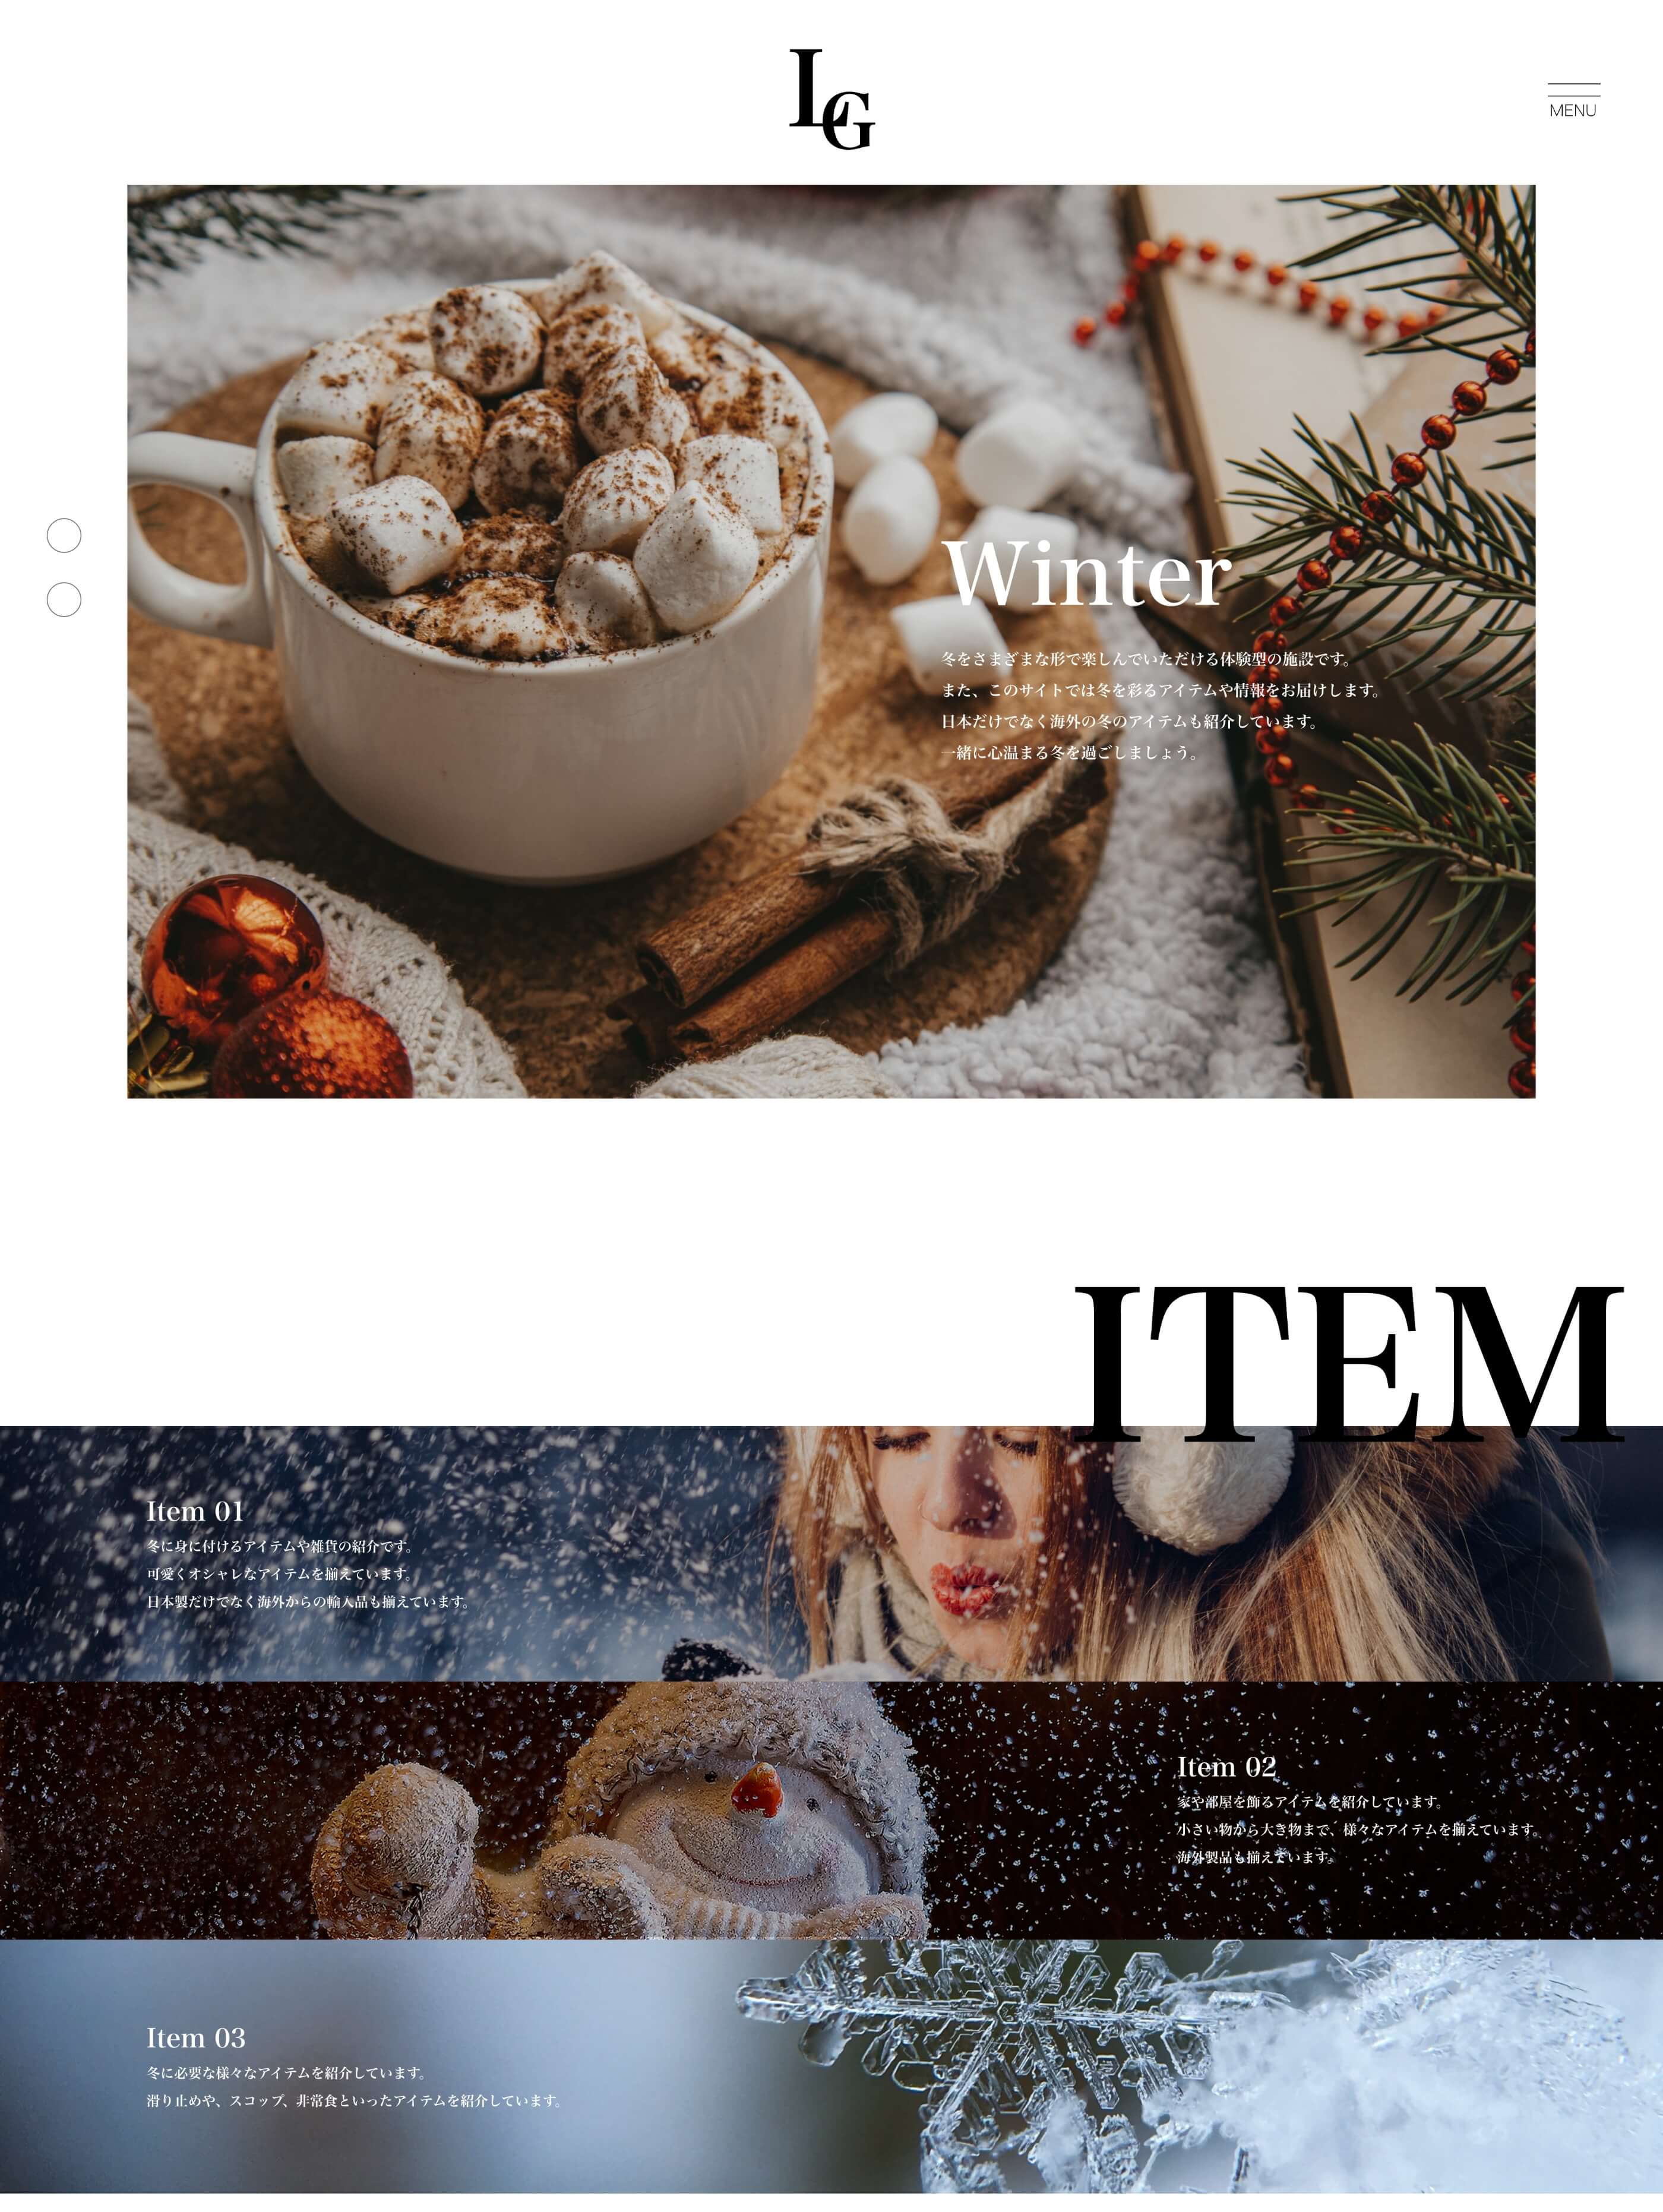 LG
MENU
Winter
冬をさまざまな形で楽しんでいただける体験型の施設です。
また、このサイトでは冬を彩るアイテムや情報をお届けします。
日本だけでなく海外の冬のアイテムも紹介しています。
一緒に心温まる冬を過ごしましょう。
ITEM
Item 01
冬に身に付けるアイテムや雑貨の紹介です。
可愛くオシャレなアイテムを揃えています。
日本製だけでなく海外からの輸入品も揃えています。
Item 02
家や部屋を飾るアイテムを紹介しています。
小さい物から大き物まで、様々なアイテムを揃えています。
海外製品も揃えています。
Item 03
冬に必要な様々なアイテムを紹介しています。
滑り止めや、スコップ、非常食といったアイテムを紹介しています。